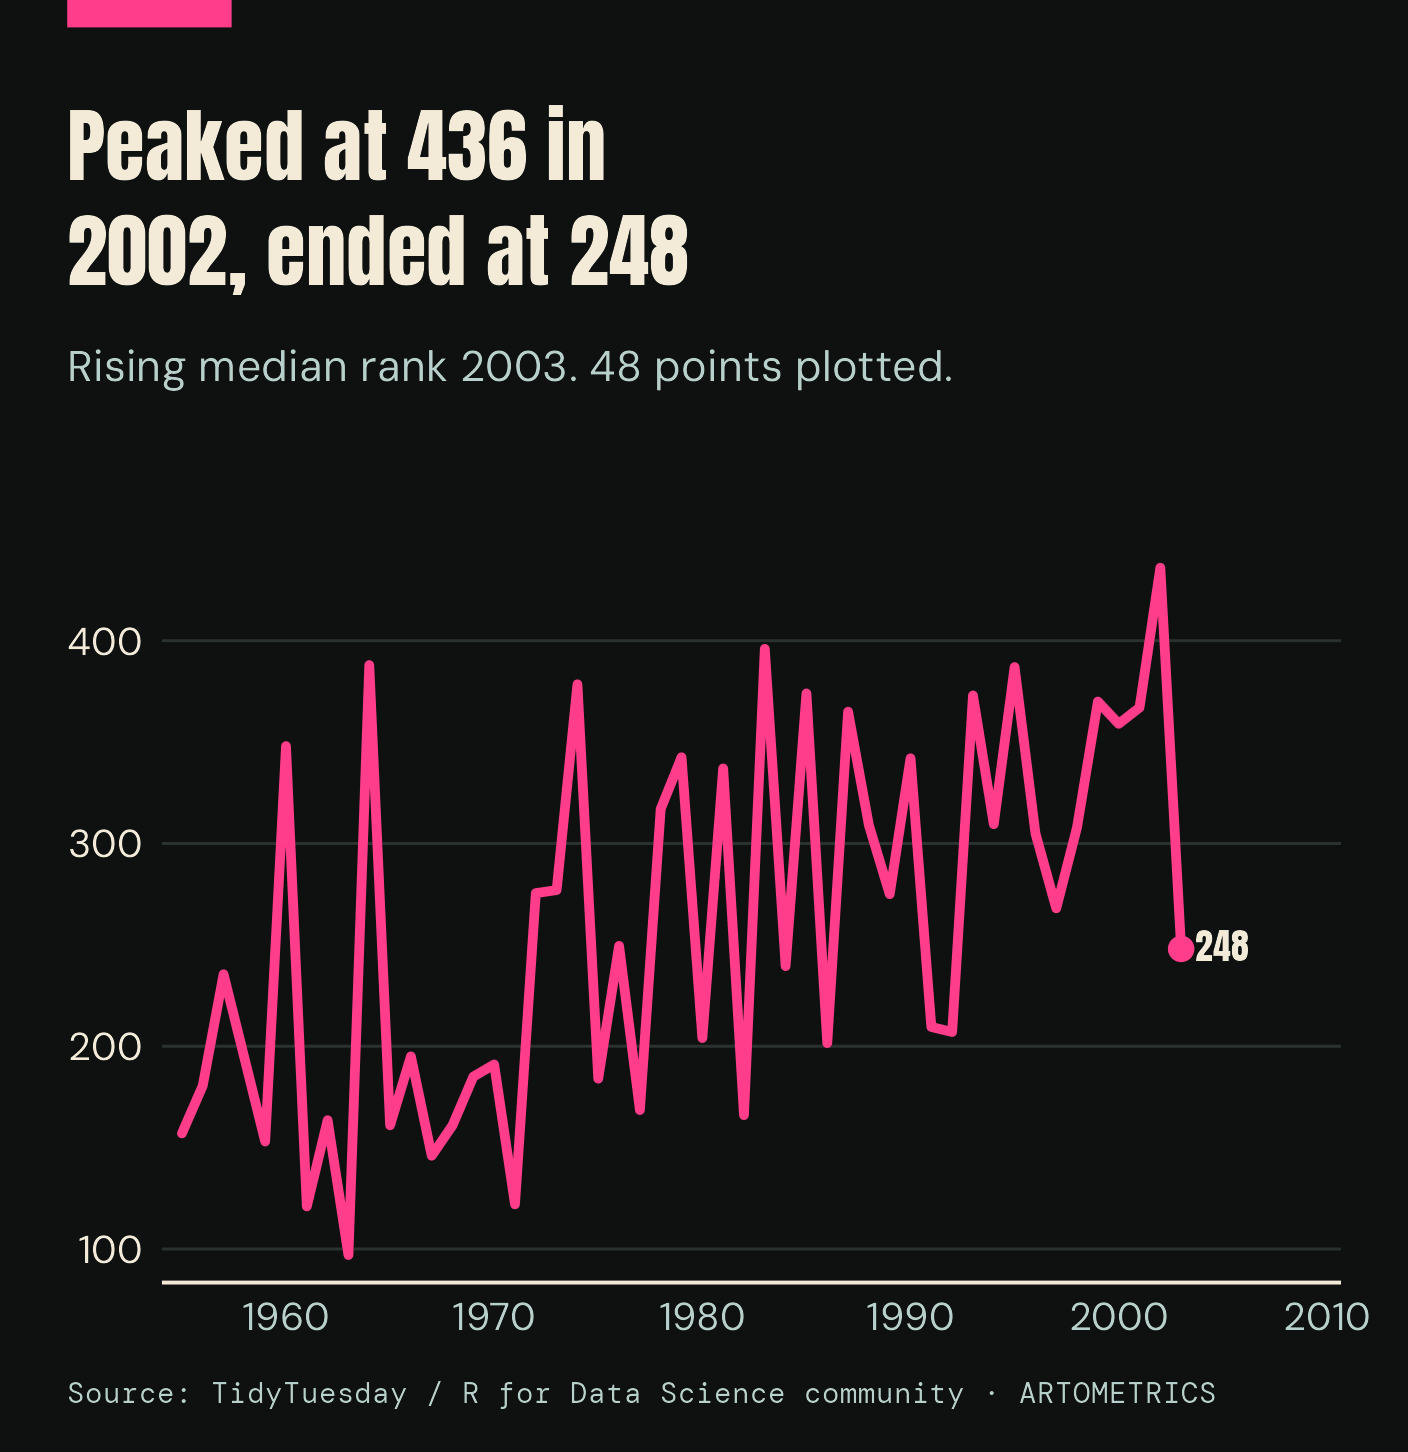 Peaked at 436 in
2002, ended at 248
Rising median rank 2003. 48 points plotted.
400
300
248
200
100
1960 1970 1980 1990 2000 2010
Source: TidyTuesday / R for Data Science community · ARTOMETRICS